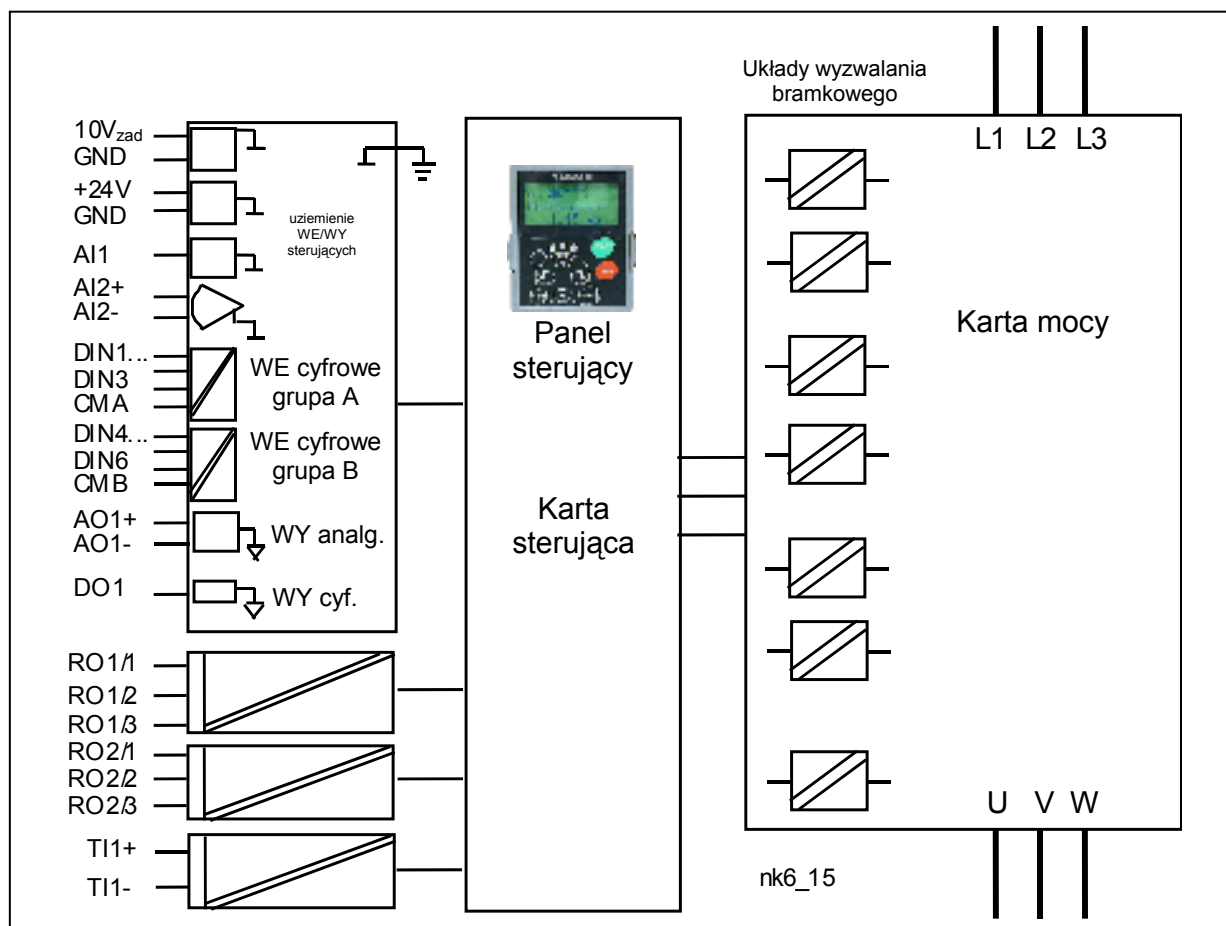 10Vzad
GND
+24V
GND
AI1
AI2+
AI2-
DIN1...
DIN3
CMA
DIN4...
DIN6
CMB
AO1+
AO1-
DO1
RO1/1
RO1/2
RO1/3
RO2/1
RO2/2
RO2/3
TI1+
TI1-
uziemienie
WE/WY
sterujących
WE cyfrowe
grupa A
WE cyfrowe
grupa B
WY analg.
WY cyf.
Panel
sterujący
Karta
sterująca
Układy wyzwalania
bramkowego
L1 L2 L3
Karta mocy
U V W
nk6_15